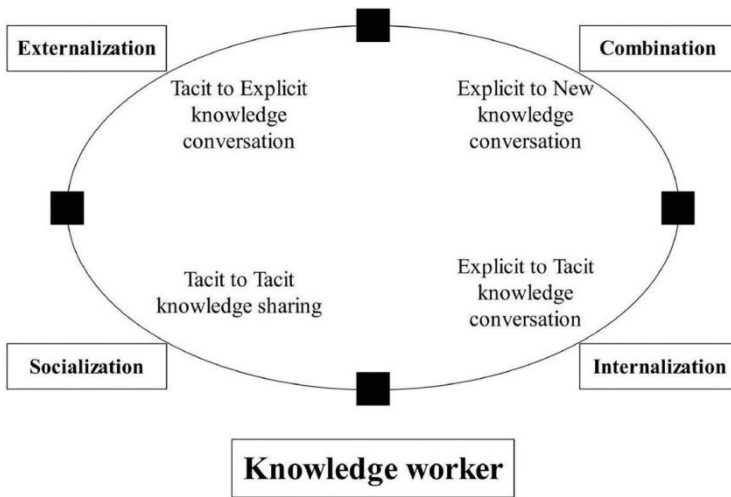 Externalization
Combination
Tacit to Explicit
knowledge
conversation
Explicit to New
knowledge
conversation
Tacit to Tacit
knowledge sharing
Explicit to Tacit
knowledge
conversation
Socialization
Internalization
Knowledge worker